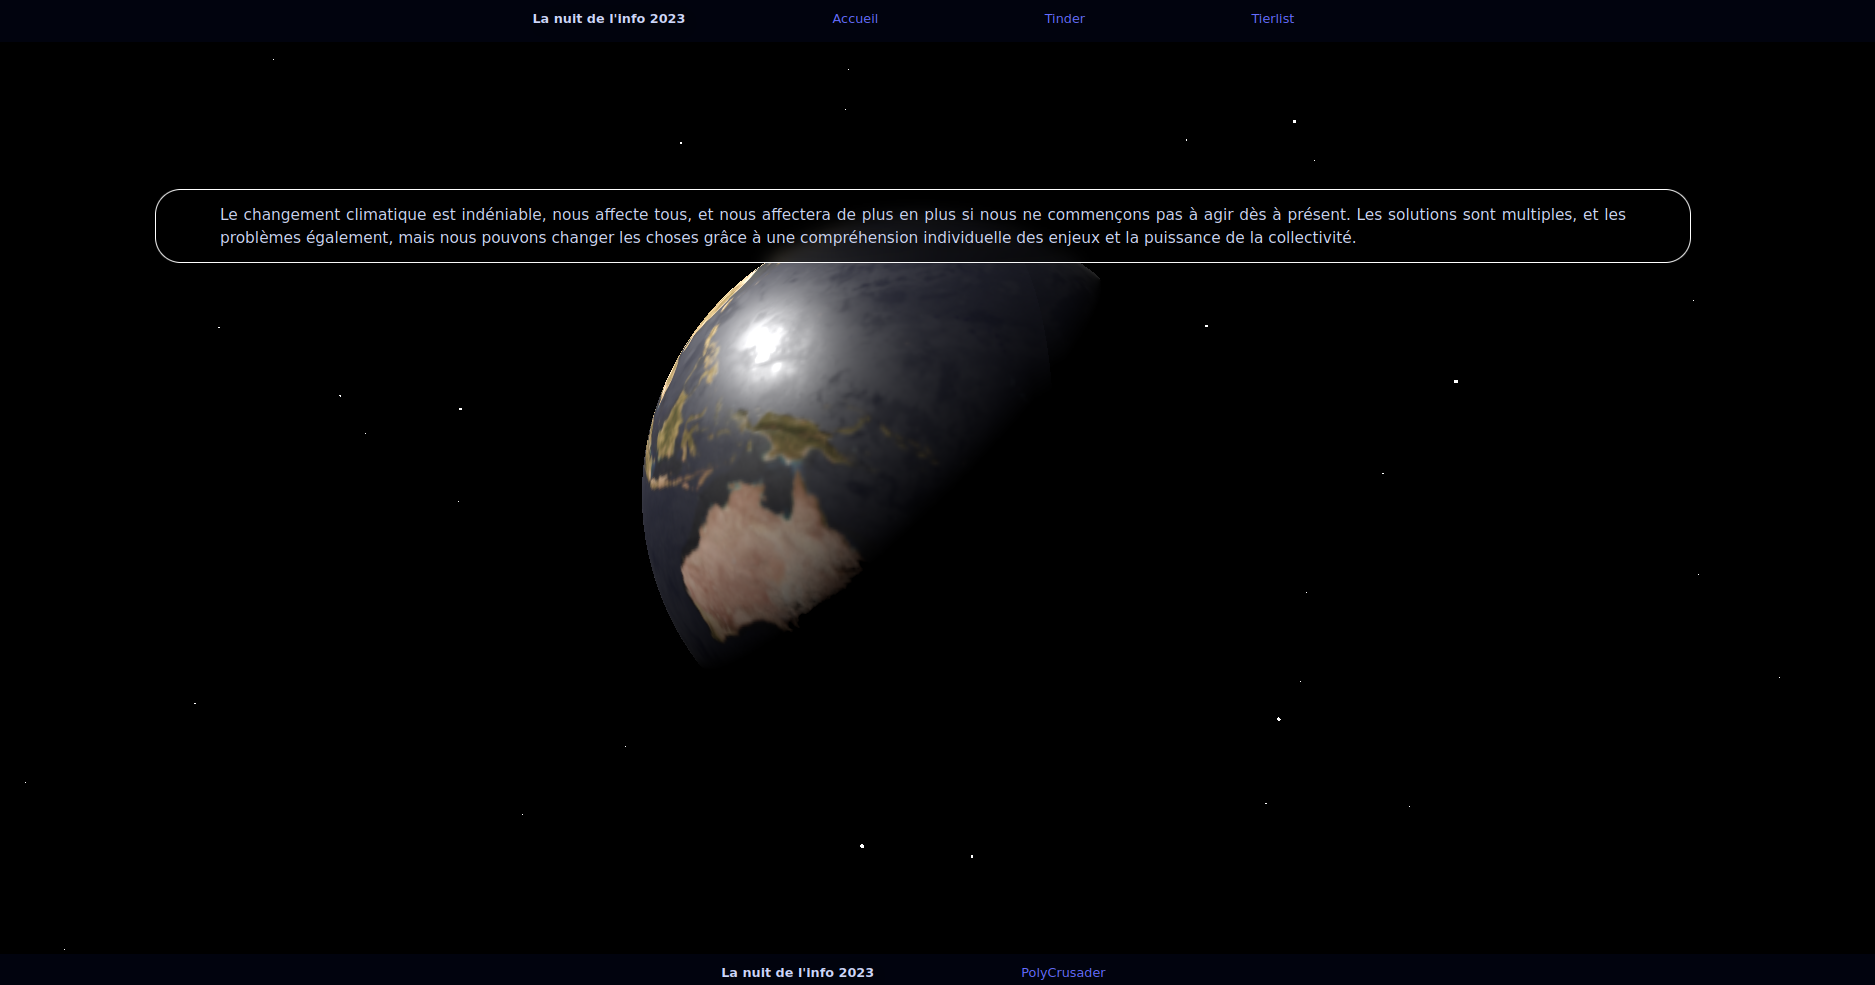 La nuit de l'info 2023 Accueil Tinder Tierlist
Le changement climatique est indéniable, nous affecte tous, et nous affectera de plus en plus si nous ne commençons pas à agir dès à présent. Les solutions sont multiples, et les
problèmes également, mais nous pouvons changer les choses grâce à une compréhension individuelle des enjeux et la puissance de la collectivité.
La nuit de l'info 2023 PolyCrusader